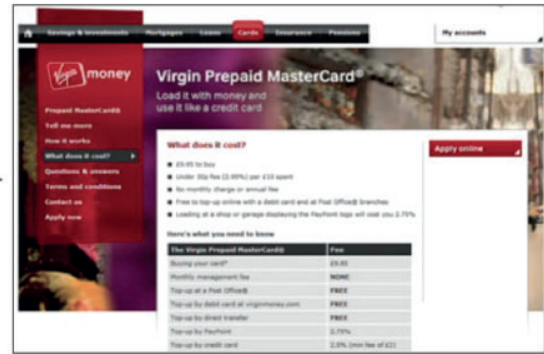 Savings & investments Mortgages Loans Cards Insurance Pensions My accounts
Virgin money
Virgin Prepaid MasterCard®
Load it with money and
use it like a credit card
Prepaid MasterCard®
Tell me more
How it works
What does it cost?
Questions & answers
Terms and conditions
Contact us
Apply now
What does it cost?
£9.95 to buy
Under 30p fee (2.95%) per £10 spent
No monthly charge or annual fee
Free to top-up online with a debit card and at Post Office® branches
Loading at a shop or garage displaying the PayPoint logo will cost you 2.75%
Apply online
Here's what you need to know
The Virgin Prepaid MasterCard® Fee
Buying your card* £9.95
Monthly management fee NONE
Top-up at a Post Office® FREE
Top-up by debit card at virginmoney.com FREE
Top-up by direct transfer FREE
Top-up by PayPoint 2.75%
Top-up by credit card 2.0% (min fee of £2)